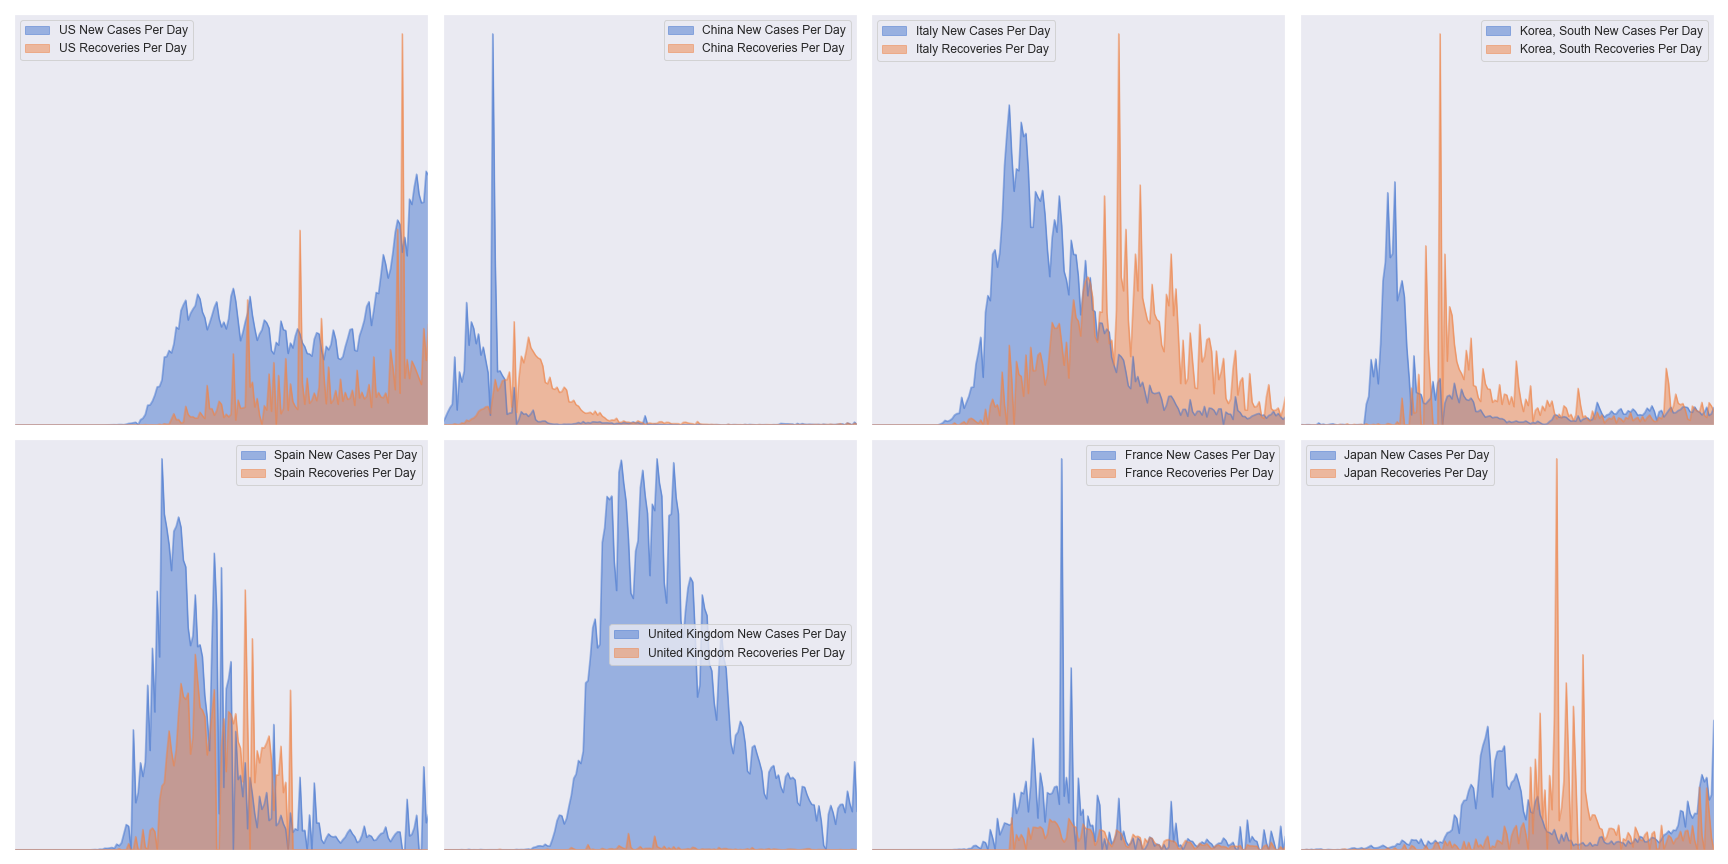 US New Cases Per Day
US Recoveries Per Day
China New Cases Per Day
China Recoveries Per Day
Italy New Cases Per Day
Italy Recoveries Per Day
Korea, South New Cases Per Day
Korea, South Recoveries Per Day
Spain New Cases Per Day
Spain Recoveries Per Day
United Kingdom New Cases Per Day
United Kingdom Recoveries Per Day
France New Cases Per Day
France Recoveries Per Day
Japan New Cases Per Day
Japan Recoveries Per Day